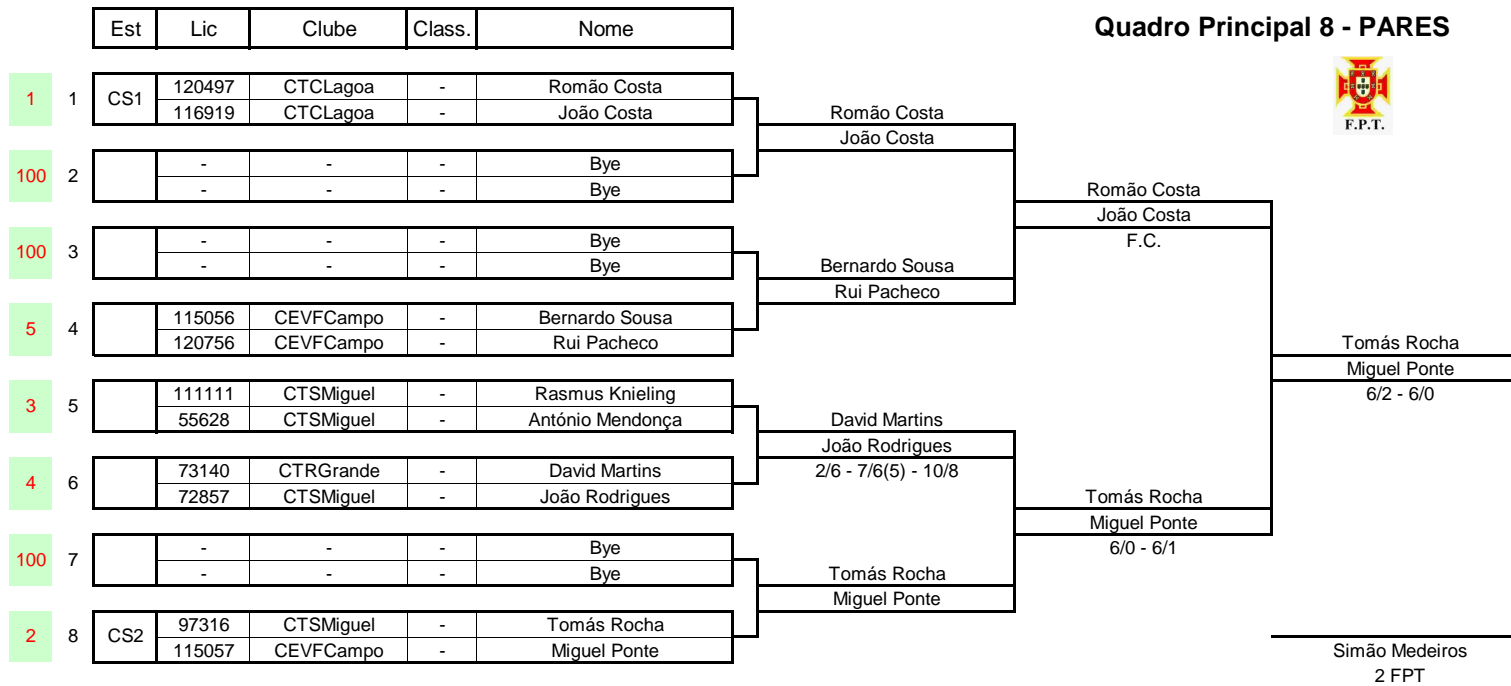 Est Lic Clube Class. Nome
Quadro Principal 8 - PARES
F.P.T.
1 1 CS1 120497 CTCLagoa - Romão Costa
116919 CTCLagoa - João Costa
Romão Costa
João Costa
100 2 - - - Bye
- - - Bye
Romão Costa
João Costa
F.C.
100 3 - - - Bye
- - - Bye
Bernardo Sousa
Rui Pacheco
5 4 115056 CEVFCampo - Bernardo Sousa
120756 CEVFCampo - Rui Pacheco
Tomás Rocha
Miguel Ponte
6/2 - 6/0
3 5 111111 CTSMiguel - Rasmus Knieling
55628 CTSMiguel - António Mendonça
David Martins
João Rodrigues
2/6 - 7/6(5) - 10/8
4 6 73140 CTRGrande - David Martins
72857 CTSMiguel - João Rodrigues
Tomás Rocha
Miguel Ponte
6/0 - 6/1
100 7 - - - Bye
- - - Bye
Tomás Rocha
Miguel Ponte
2 8 CS2 97316 CTSMiguel - Tomás Rocha
115057 CEVFCampo - Miguel Ponte
Simão Medeiros
2 FPT